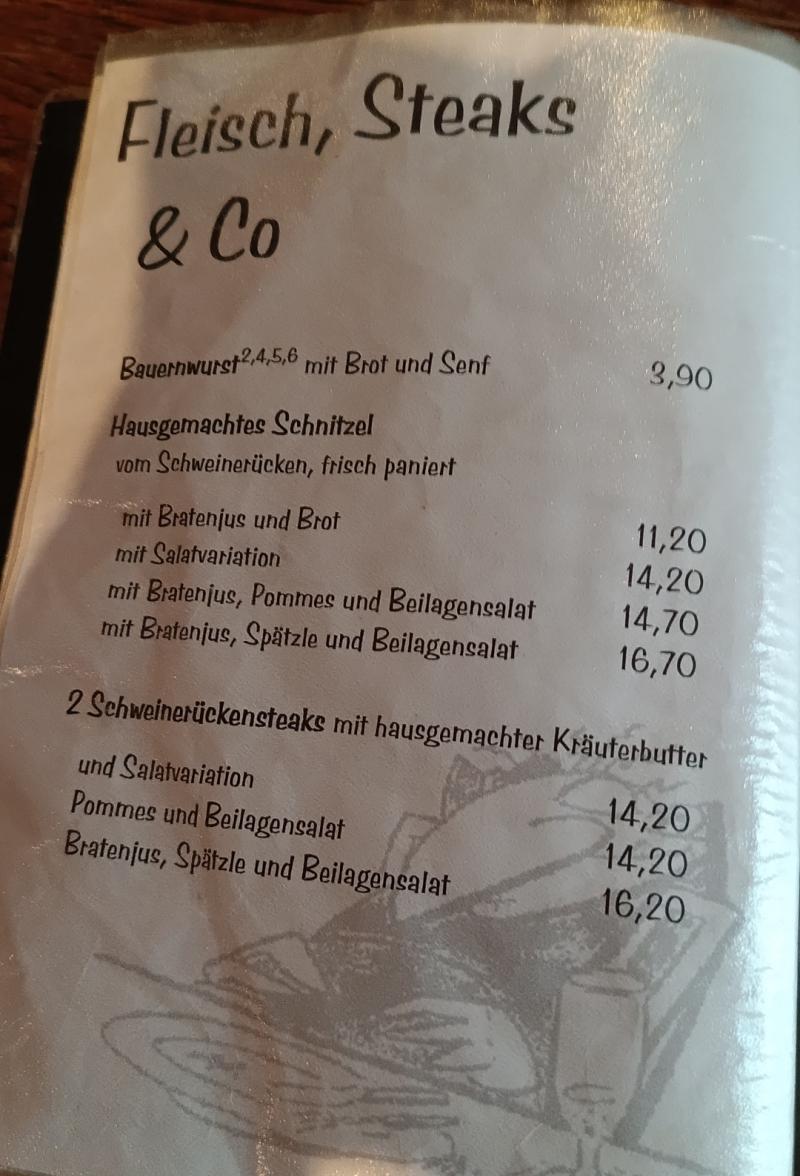 Fleisch, Steaks
& Co
Bauernwurst2,4,5,6 mit Brot und Senf 3,90
Hausgemachtes Schnitzel
vom Schweinerücken, frisch paniert
mit Bratenjus und Brot 11,20
mit Salatvariation 14,20
mit Bratenjus, Pommes und Beilagensalat 14,70
mit Bratenjus, Spätzle und Beilagensalat 16,70
2 Schweinerückensteaks mit hausgemachter Kräuterbutter
und Salatvariation 14,20
Pommes und Beilagensalat 14,20
Bratenjus, Spätzle und Beilagensalat 16,20